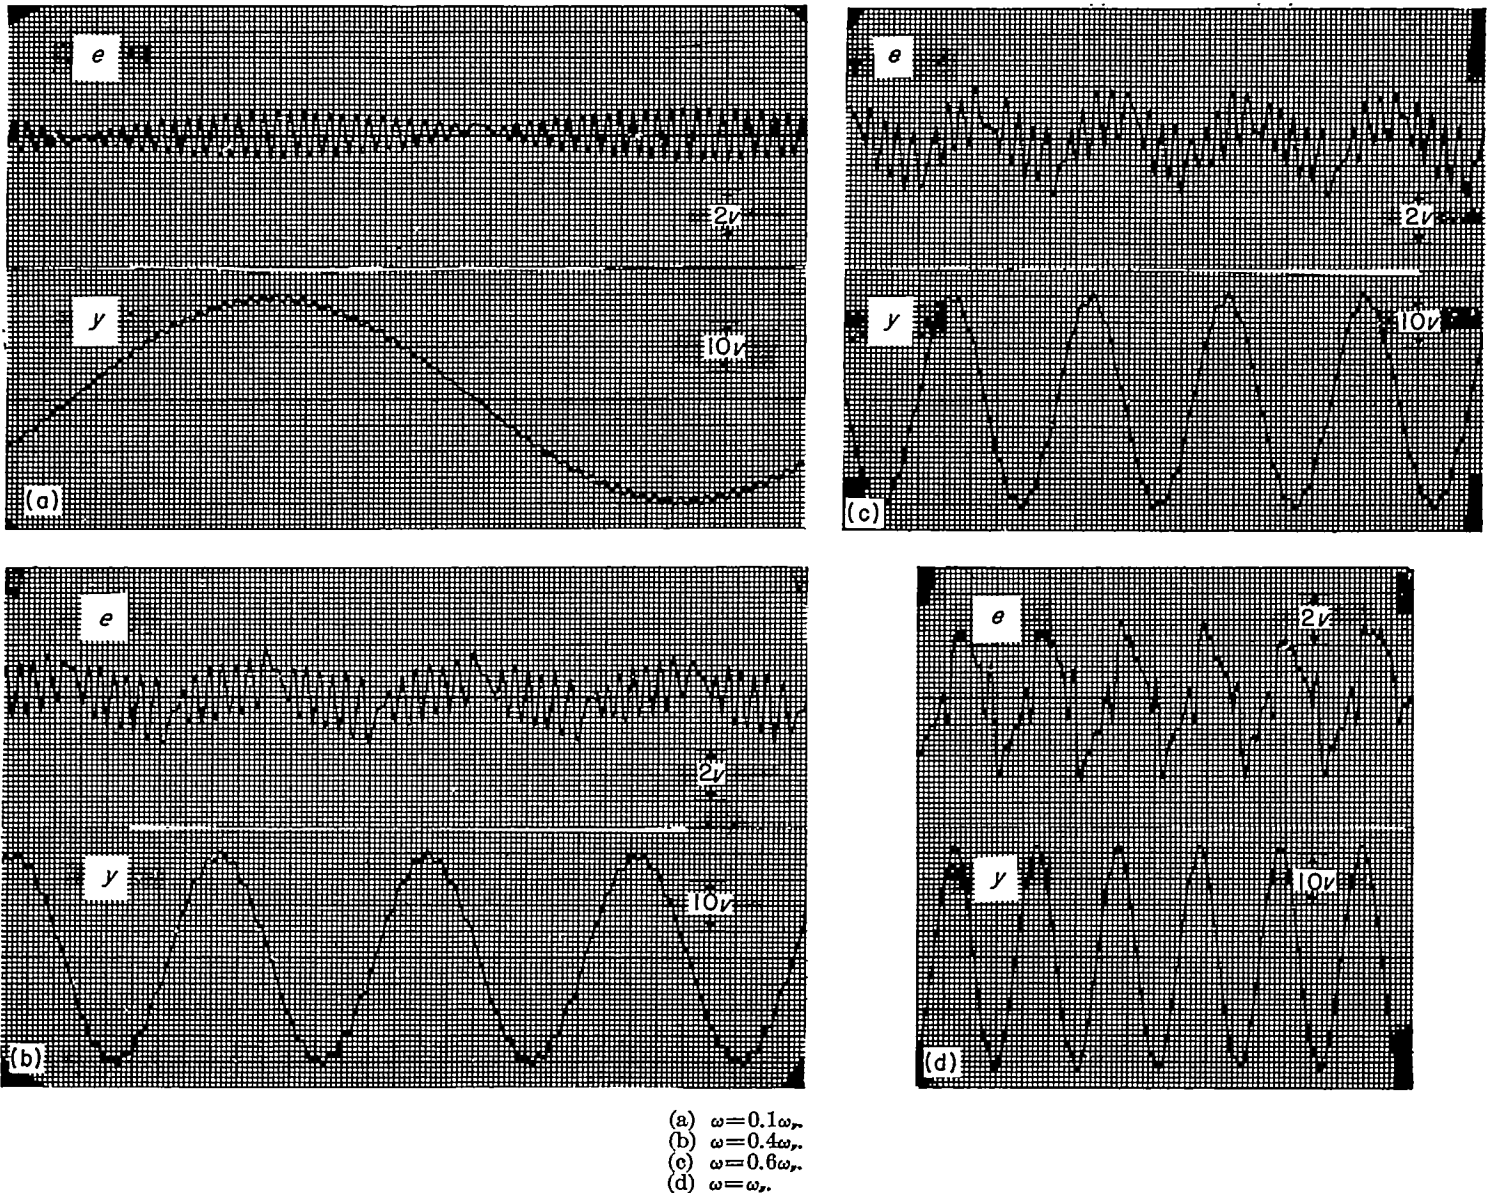 e
2v
y
10v
(a)
e
2v
y
10v
(c)
e
2v
y
10v
(b)
e
2v
y
10v
(d)
(a) ω=0.1ωᵣ.
(b) ω=0.4ωᵣ.
(c) ω=0.6ωᵣ.
(d) ω=ωᵣ.